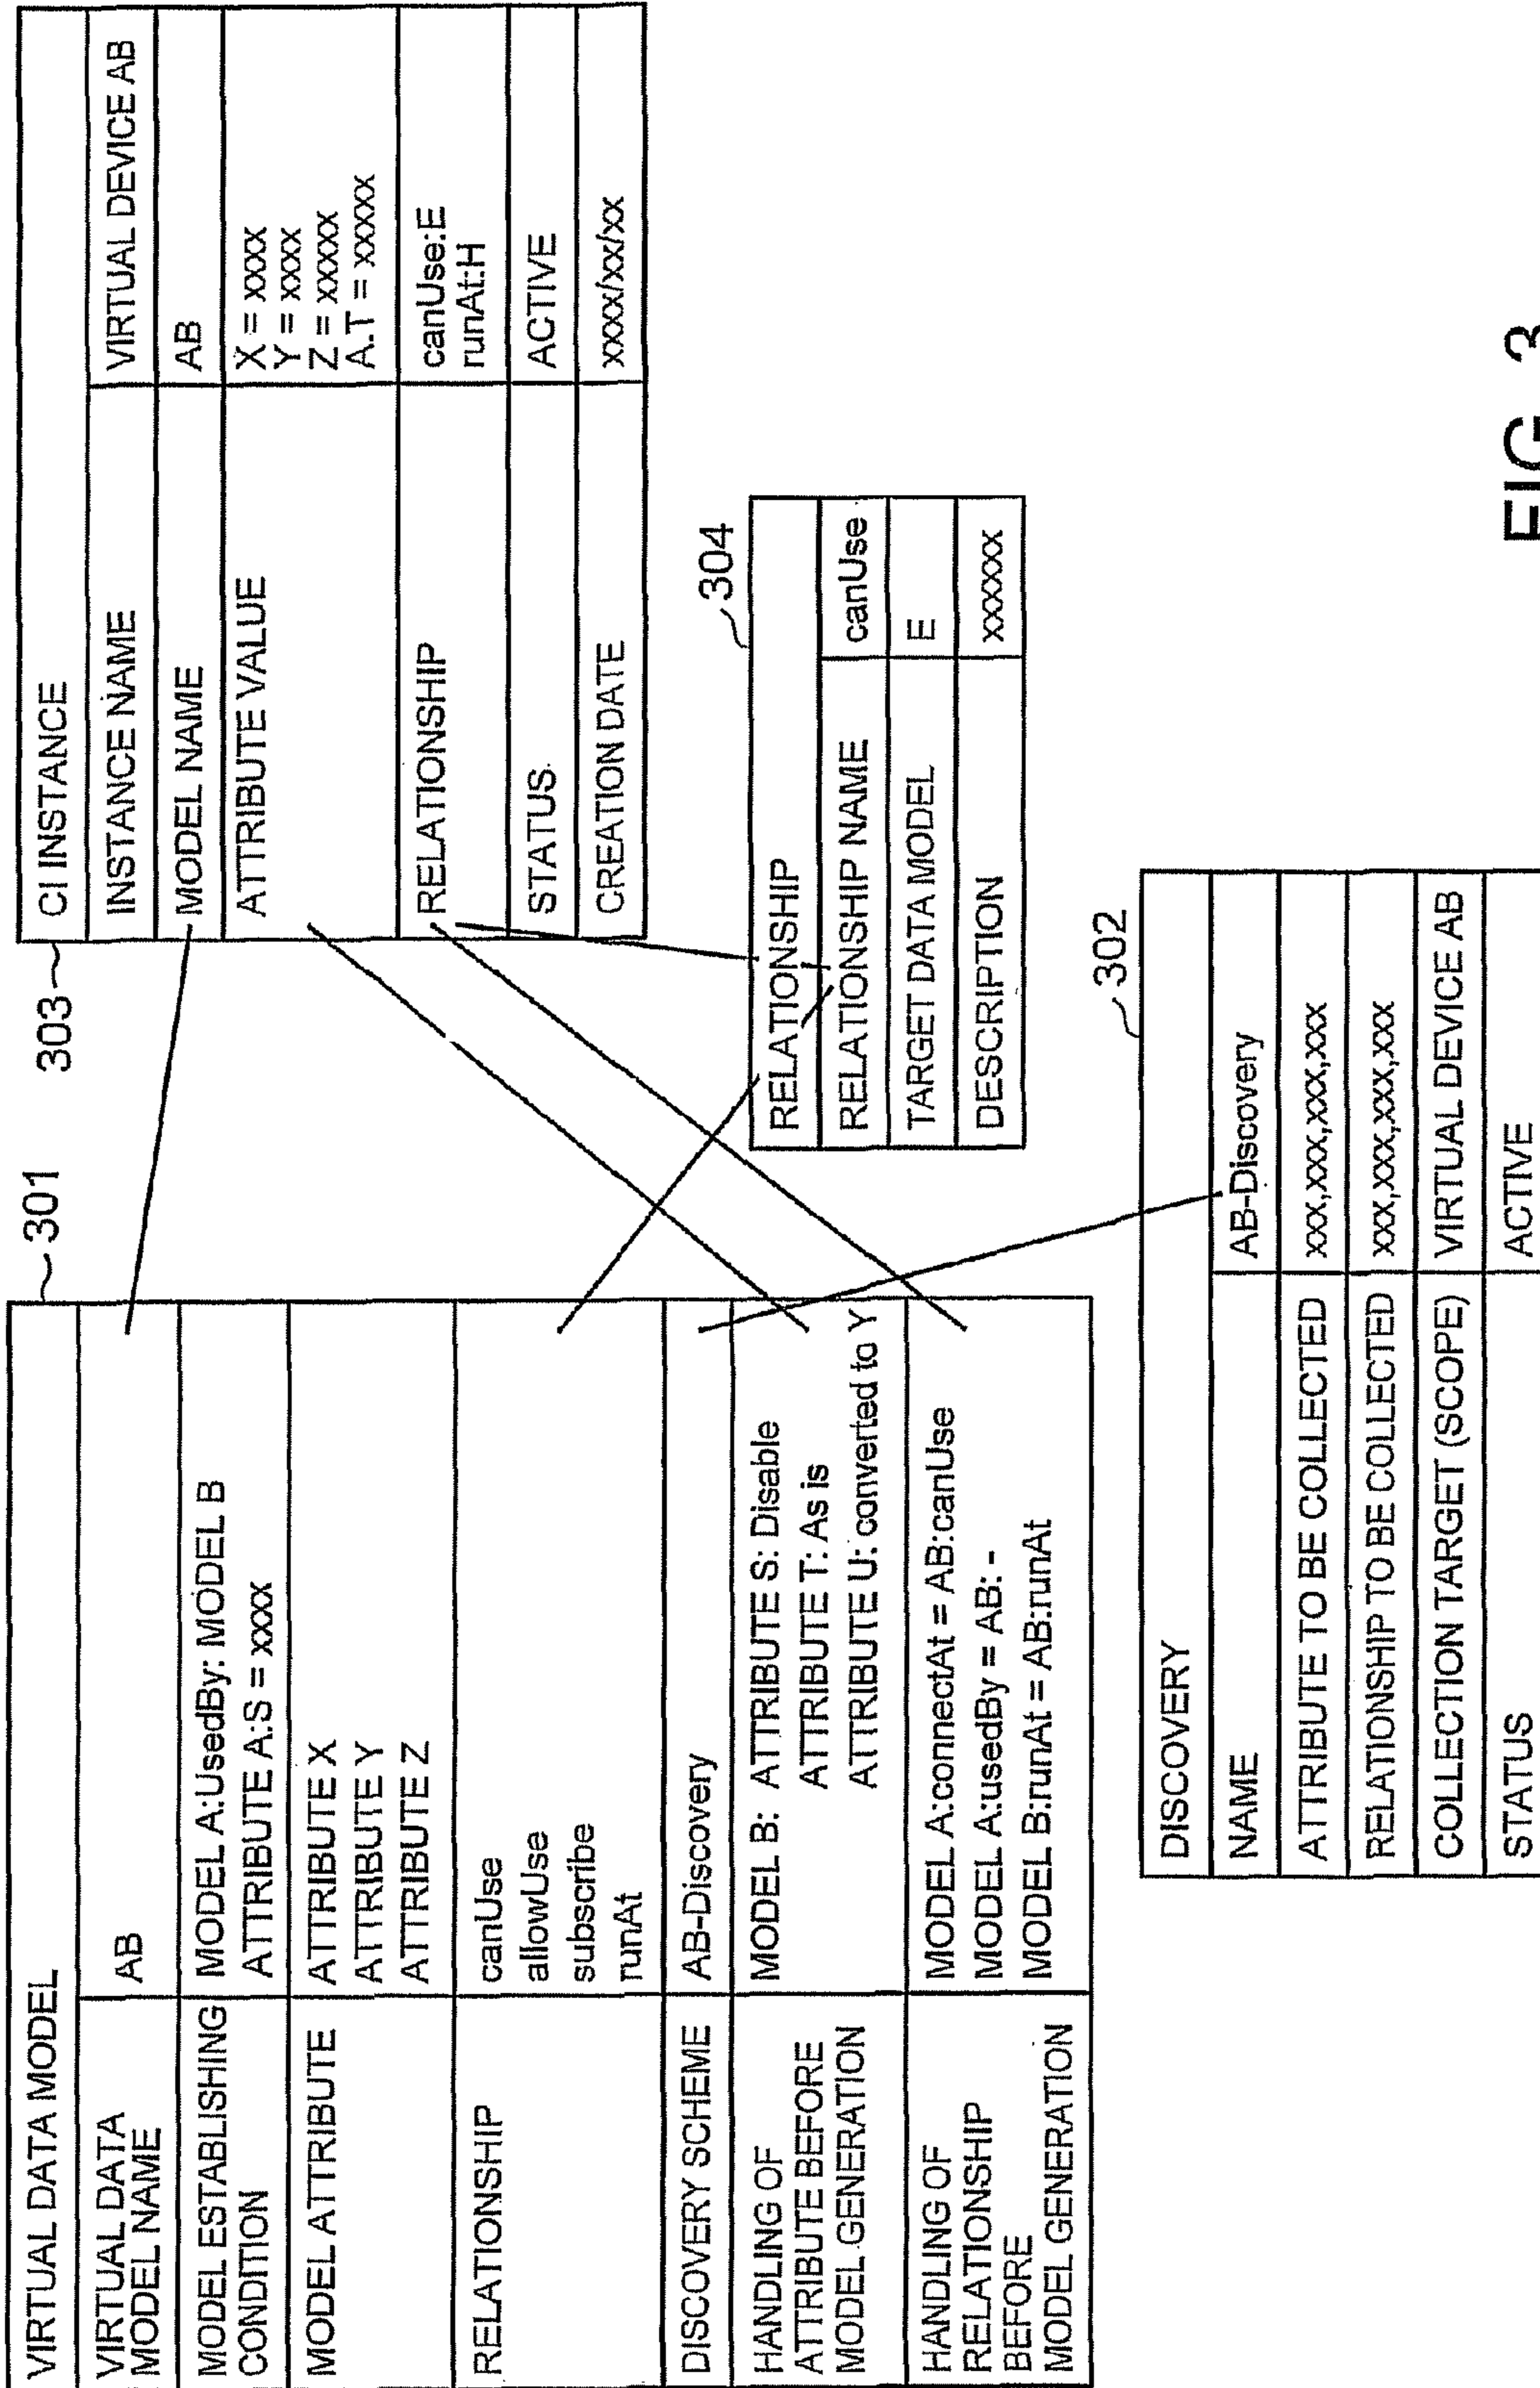 301
VIRTUAL DATA MODEL
VIRTUAL DATA
MODEL NAME
AB
MODEL ESTABLISHING
CONDITION
MODEL A:UsedBy: MODEL B
ATTRIBUTE A:S = xxxx
MODEL ATTRIBUTE
ATTRIBUTE X
ATTRIBUTE Y
ATTRIBUTE Z
RELATIONSHIP
canUse
allowUse
subscribe
runAt
DISCOVERY SCHEME
AB-Discovery
HANDLING OF
ATTRIBUTE BEFORE
MODEL GENERATION
MODEL B: ATTRIBUTE S: Disable
ATTRIBUTE T: As is
ATTRIBUTE U: converted to Y
HANDLING OF
RELATIONSHIP
BEFORE
MODEL GENERATION
MODEL A:connectAt = AB:canUse
MODEL A:usedBy = AB: -
MODEL B:runAt = AB:runAt
303
CI INSTANCE
INSTANCE NAME
VIRTUAL DEVICE AB
MODEL NAME
AB
ATTRIBUTE VALUE
X = xxxx
Y = xxxx
Z = xxxxx
A.T = xxxxx
RELATIONSHIP
canUse:E
runAt:H
STATUS
ACTIVE
CREATION DATE
xxxx/xx/xx
304
RELATIONSHIP
RELATIONSHIP NAME
canUse
TARGET DATA MODEL
E
DESCRIPTION
xxxxxx
302
DISCOVERY
NAME
AB-Discovery
ATTRIBUTE TO BE COLLECTED
xxx,xxx,xxx,xxx
RELATIONSHIP TO BE COLLECTED
xxx,xxx,xxx,xxx
COLLECTION TARGET (SCOPE)
VIRTUAL DEVICE AB
STATUS
ACTIVE
FIG. 3